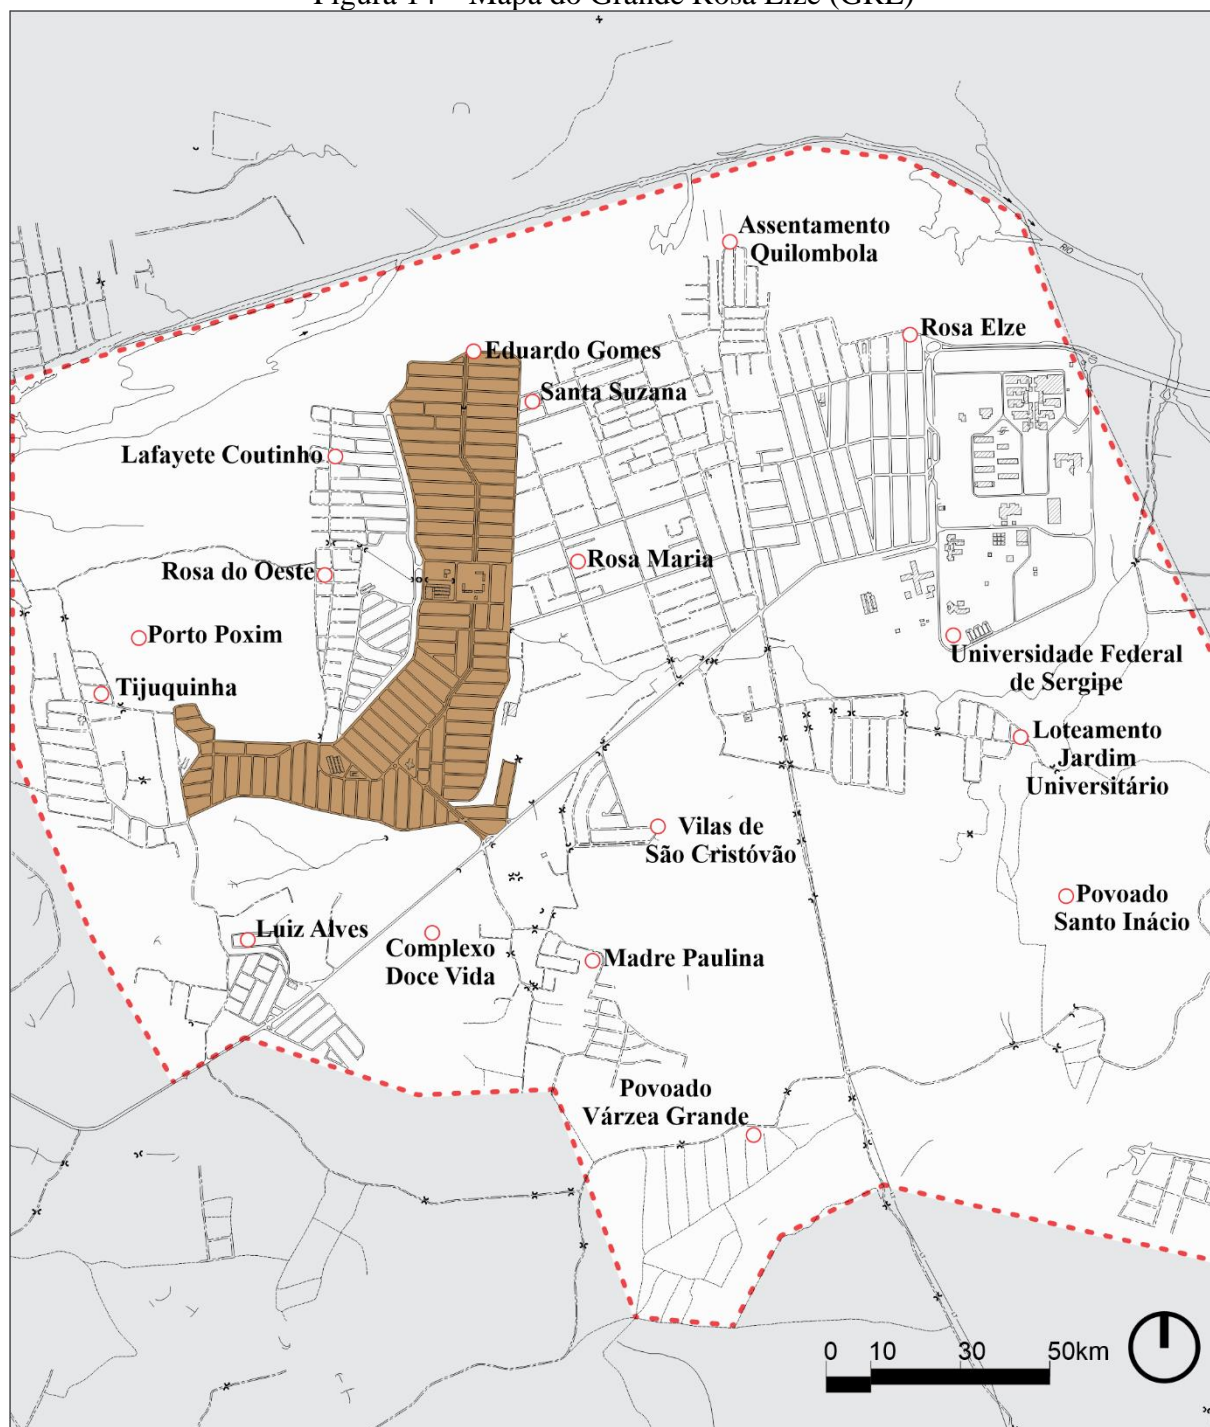 Figura 14 – Mapa do Grande Rosa Elze (GRE)
Assentamento
Quilombola
RIO
Rosa Elze
Eduardo Gomes
Santa Suzana
Lafayete Coutinho
Rosa Maria
Rosa do Oeste
Porto Poxim
Universidade Federal
de Sergipe
Tijuquinha
Loteamento
Jardim
Universitário
Vilas de
São Cristóvão
Povoado
Santo Inácio
Luiz Alves
Complexo
Doce Vida
Madre Paulina
Povoado
Várzea Grande
0 10 30 50km